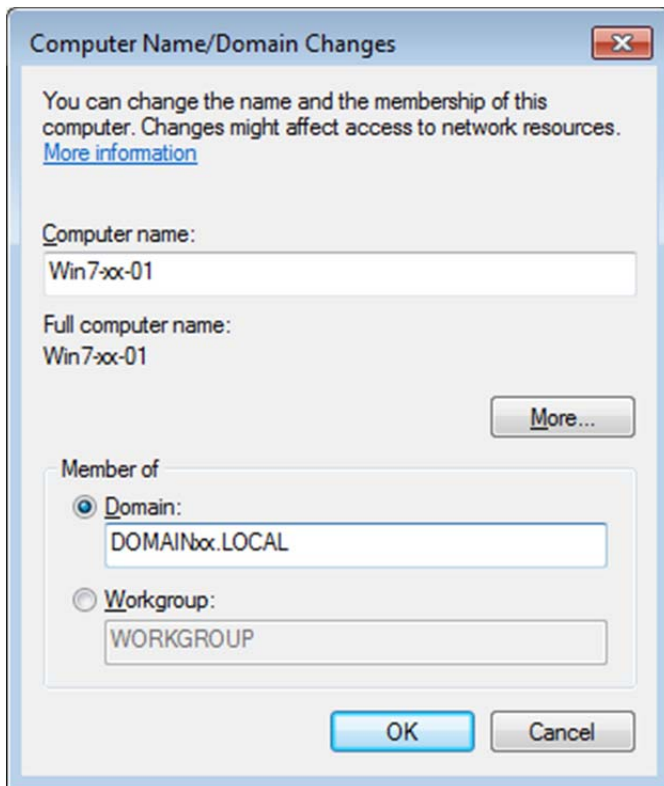 Computer Name/Domain Changes
You can change the name and the membership of this
computer. Changes might affect access to network resources.
More information
Computer name:
Win7-xx-01
Full computer name:
Win7-xx-01
More...
Member of
Domain:
DOMAINxx.LOCAL
Workgroup:
WORKGROUP
OK
Cancel